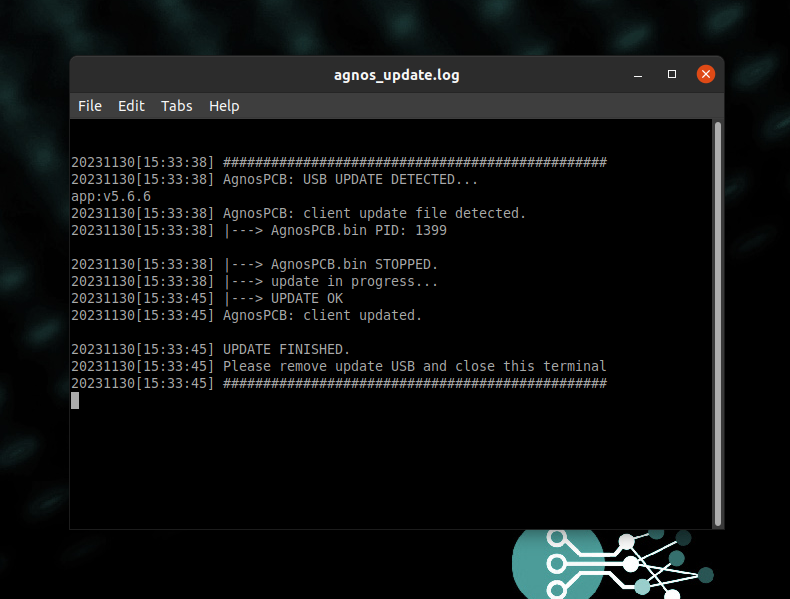 agnos_update.log
File Edit Tabs Help
20231130[15:33:38] ################################################
20231130[15:33:38] AgnosPCB: USB UPDATE DETECTED...
app:v5.6.6
20231130[15:33:38] AgnosPCB: client update file detected.
20231130[15:33:38] |---> AgnosPCB.bin PID: 1399
20231130[15:33:38] |---> AgnosPCB.bin STOPPED.
20231130[15:33:38] |---> update in progress...
20231130[15:33:45] |---> UPDATE OK
20231130[15:33:45] AgnosPCB: client updated.
20231130[15:33:45] UPDATE FINISHED.
20231130[15:33:45] Please remove update USB and close this terminal
20231130[15:33:45] ################################################